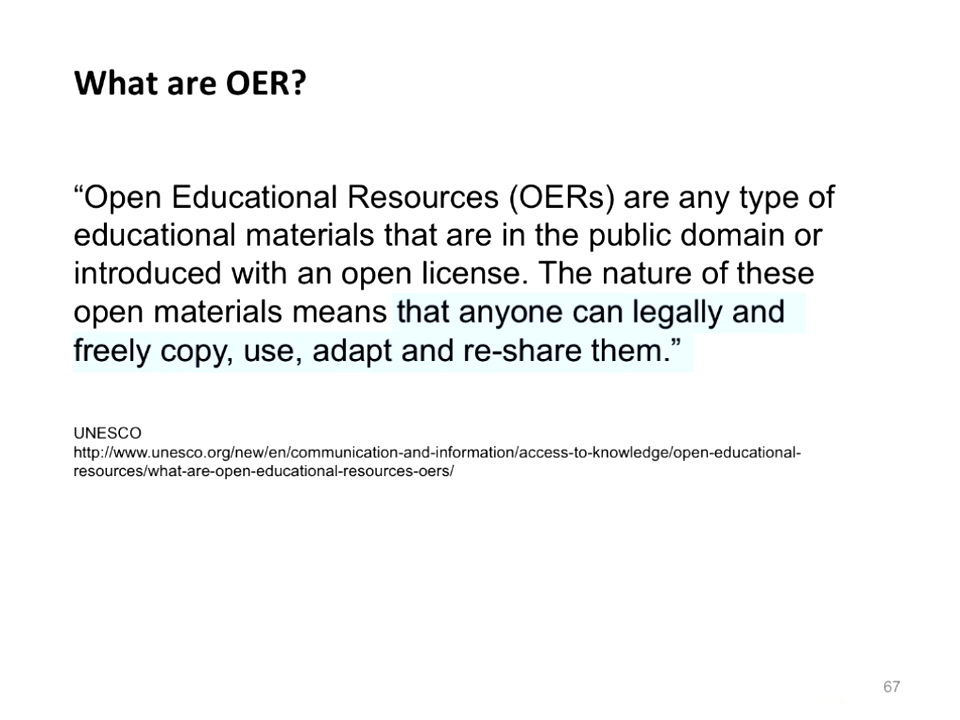 What are OER?
“Open Educational Resources (OERs) are any type of
educational materials that are in the public domain or
introduced with an open license. The nature of these
open materials means that anyone can legally and
freely copy, use, adapt and re-share them.”
UNESCO
http://www.unesco.org/new/en/communication-and-information/access-to-knowledge/open-educational-
resources/what-are-open-educational-resources-oers/
67